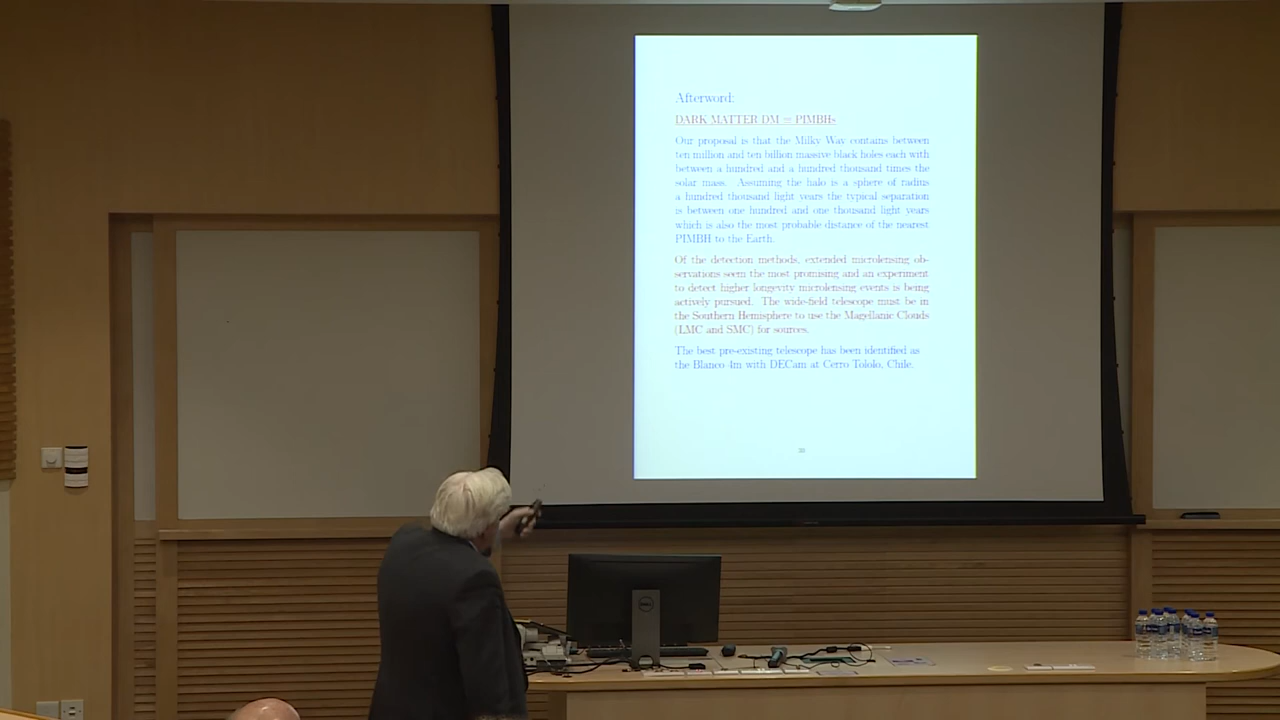 Afterword:
DARK MATTER DM = PIMBHs
Our proposal is that the Milky Way contains between
ten million and ten billion massive black holes each with
between a hundred and a hundred thousand times the
solar mass. Assuming the halo is a sphere of radius
a hundred thousand light years the typical separation
is between one hundred and one thousand light years
which is also the most probable distance of the nearest
PIMBH to the Earth.
Of the detection methods, extended microlensing ob-
servations seem the most promising and an experiment
to detect higher longevity microlensing events is being
actively pursued. The wide-field telescope must be in
the Southern Hemisphere to use the Magellanic Clouds
(LMC and SMC) for sources.
The best pre-existing telescope has been identified as
the Blanco 4m with DECam at Cerro Tololo, Chile.
DELL